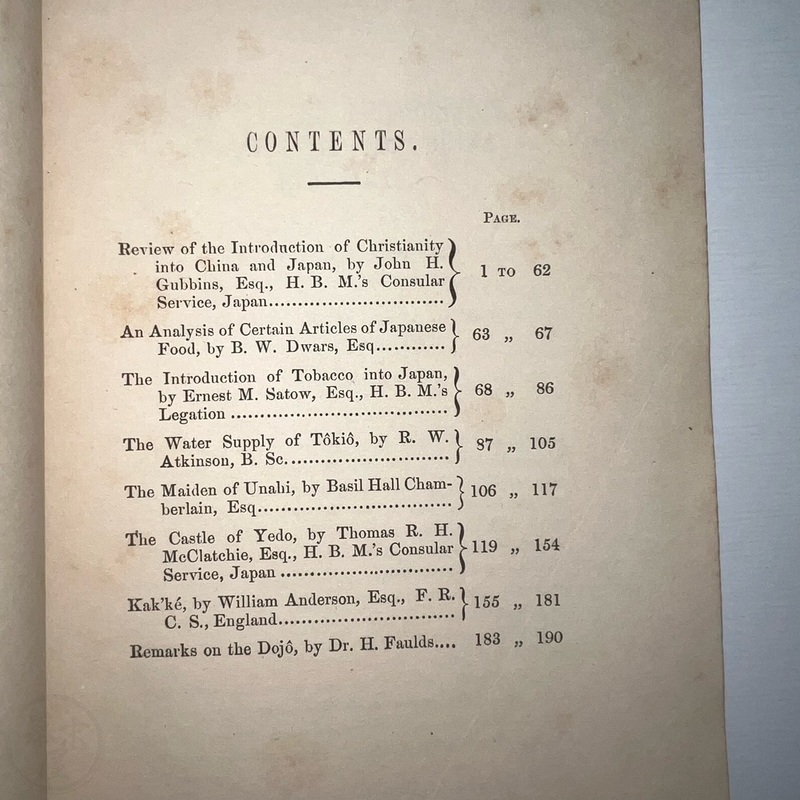 CONTENTS.
PAGE.
Review of the Introduction of Christianity
into China and Japan, by John H.
Gubbins, Esq., H. B. M.'s Consular
Service, Japan................................ 1 TO 62
An Analysis of Certain Articles of Japanese
Food, by B. W. Dwars, Esq............ 63 „ 67
The Introduction of Tobacco into Japan,
by Ernest M. Satow, Esq., H. B. M.'s
Legation ...................................... 68 „ 86
The Water Supply of Tôkiô, by R. W.
Atkinson, B. Sc............................. 87 „ 105
The Maiden of Unahi, by Basil Hall Cham-
berlain, Esq.................................. 106 „ 117
The Castle of Yedo, by Thomas R. H.
McClatchie, Esq., H. B. M.'s Consular
Service, Japan .............................. 119 „ 154
Kak'ké, by William Anderson, Esq., F. R.
C. S., England............................... 155 „ 181
Remarks on the Dojô, by Dr. H. Faulds.... 183 „ 190